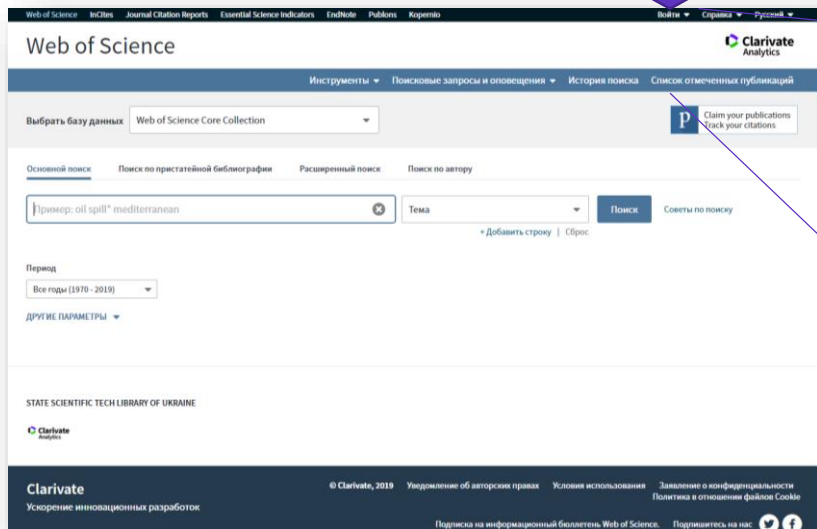 Web of Science InCites Journal Citation Reports Essential Science Indicators EndNote Publons Kopernio Войти Справка Русский
Web of Science
Clarivate
Analytics
Инструменты Поисковые запросы и оповещения История поиска Список отмеченных публикаций
Выбрать базу данных Web of Science Core Collection
p Claim your publications
Track your citations
Основной поиск Поиск по пристатейной библиографии Расширенный поиск Поиск по автору
Пример: oil spill* mediterranean Тема Поиск Советы по поиску
+ Добавить строку | Сброс
Период
Все годы (1970 - 2019)
ДРУГИЕ ПАРАМЕТРЫ
STATE SCIENTIFIC TECH LIBRARY OF UKRAINE
Clarivate
Analytics
Clarivate
Ускорение инновационных разработок
© Clarivate, 2019 Уведомление об авторских правах Условия использования Заявление о конфиденциальности
Политика в отношении файлов Cookie
Подписка на информационный бюллетень Web of Science. Подпишитесь на нас